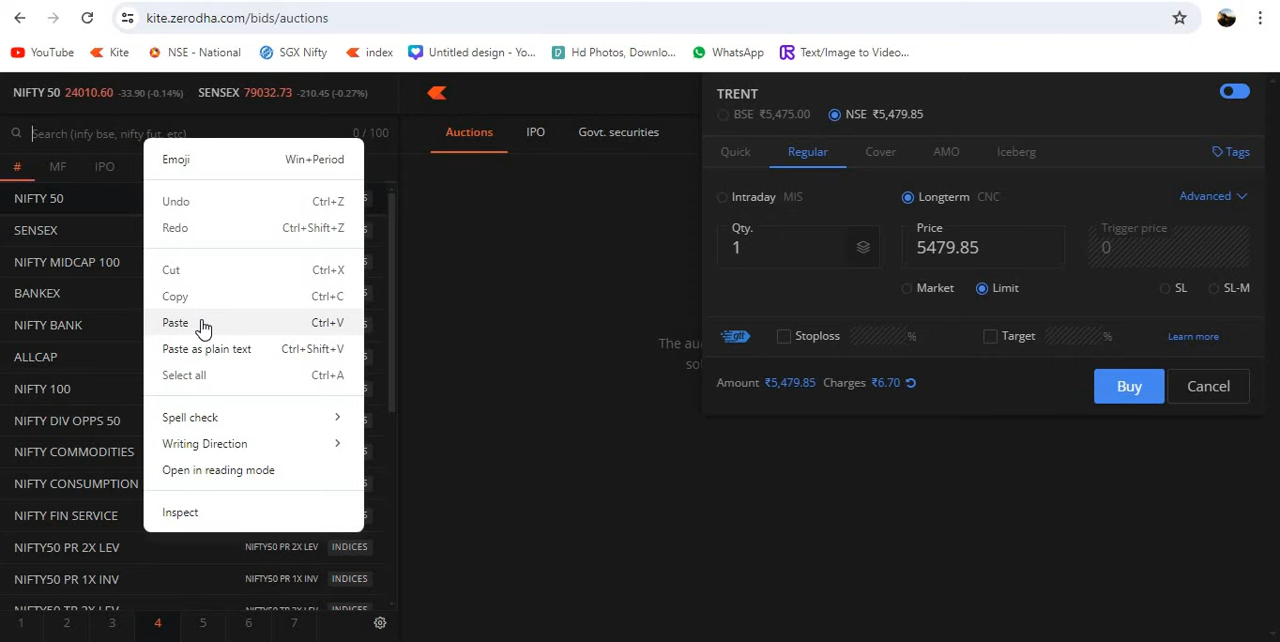 kite.zerodha.com/bids/auctions
YouTube Kite NSE - National SGX Nifty index Untitled design - Yo... Hd Photos, Downlo... WhatsApp Text/Image to Video...
NIFTY 50 24010.60 -33.90 (-0.14%) SENSEX 79032.73 -210.45 (-0.27%)
Search (infy bse, nifty fut, etc) 0 / 100
# MF IPO
NIFTY 50
SENSEX
NIFTY MIDCAP 100
BANKEX
NIFTY BANK
ALLCAP
NIFTY 100
NIFTY DIV OPPS 50
NIFTY COMMODITIES
NIFTY CONSUMPTION
NIFTY FIN SERVICE
NIFTY50 PR 2X LEV NIFTY50 PR 2X LEV INDICES
NIFTY50 PR 1X INV NIFTY50 PR 1X INV INDICES
NIFTY50 TR 2X LEV
1 2 3 4 5 6 7
Emoji Win+Period
Undo Ctrl+Z
Redo Ctrl+Shift+Z
Cut Ctrl+X
Copy Ctrl+C
Paste Ctrl+V
Paste as plain text Ctrl+Shift+V
Select all Ctrl+A
Spell check
Writing Direction
Open in reading mode
Inspect
Auctions IPO Govt. securities
The au
so
TRENT
BSE ₹5,475.00 NSE ₹5,479.85
Quick Regular Cover AMO Iceberg Tags
Intraday MIS Longterm CNC Advanced
Qty. Price Trigger price
1 5479.85 0
Market Limit SL SL-M
Stoploss % Target % Learn more
Amount ₹5,479.85 Charges ₹6.70 Buy Cancel